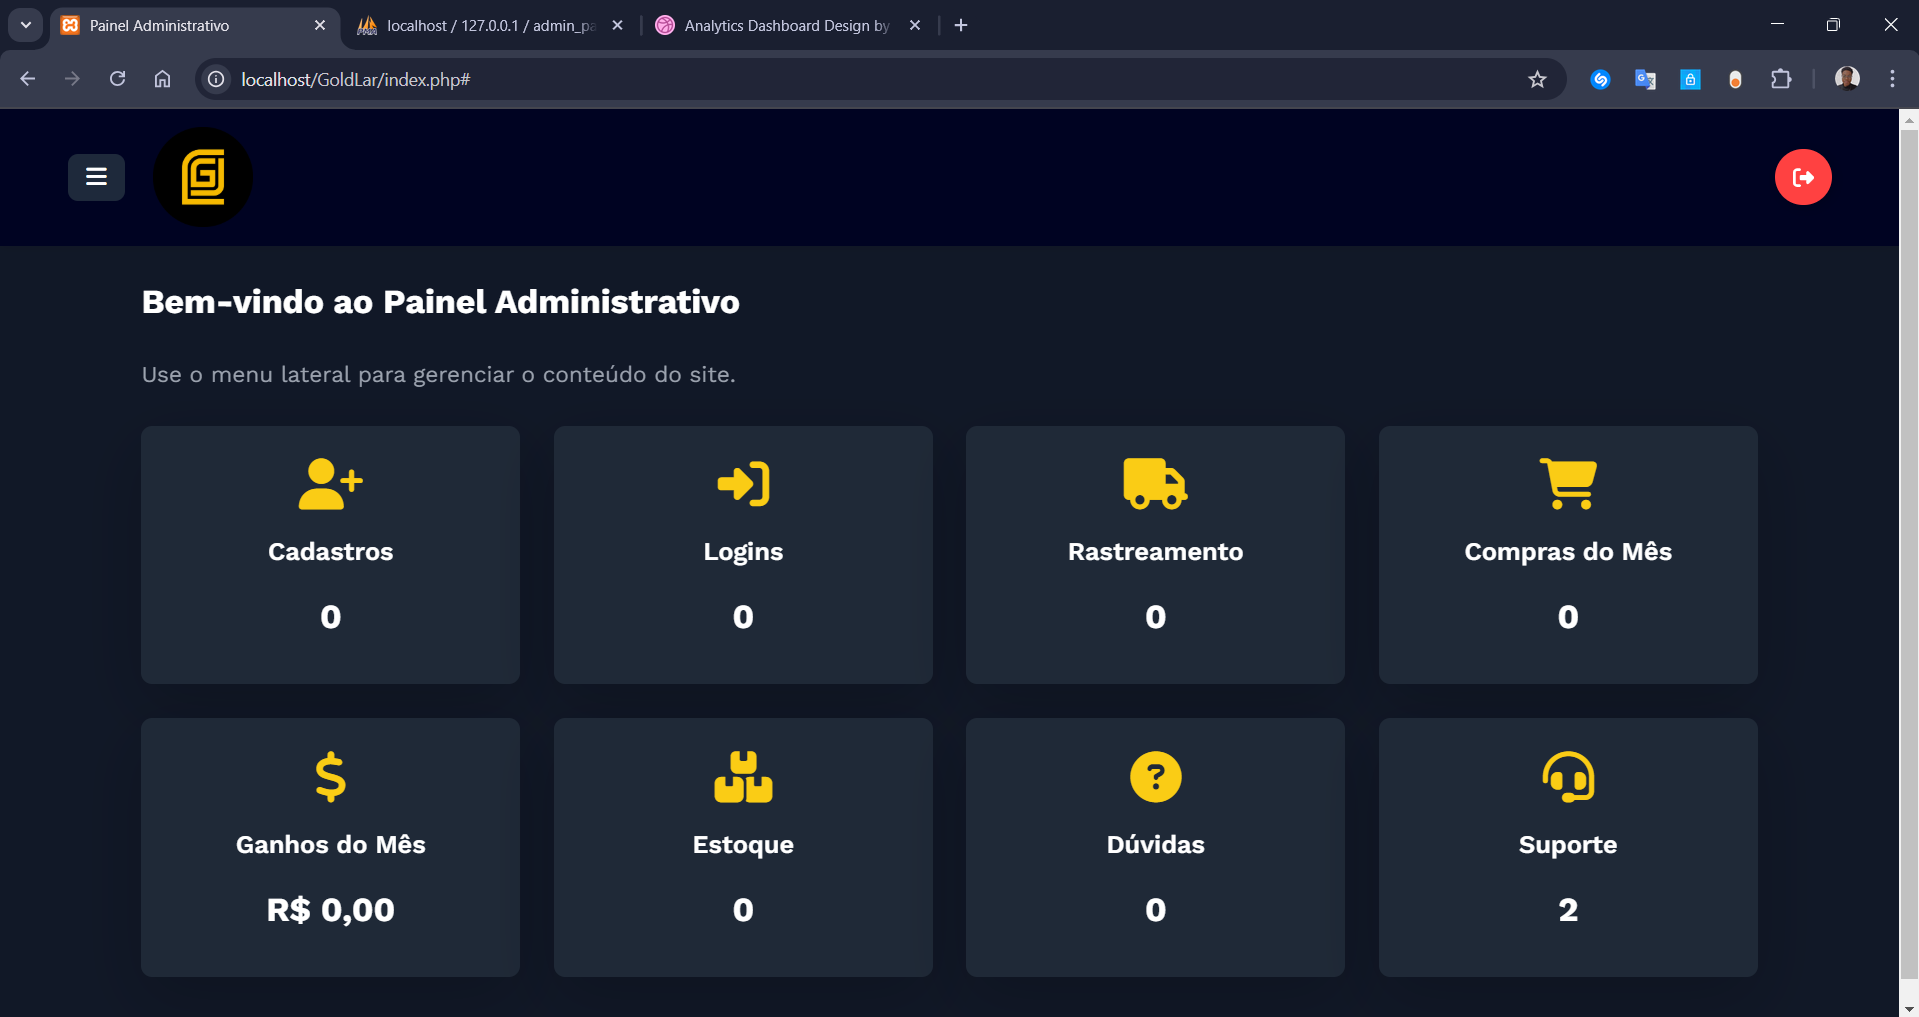 Painel Administrativo
localhost / 127.0.0.1 / admin_pa
Analytics Dashboard Design by
localhost/GoldLar/index.php#
Bem-vindo ao Painel Administrativo
Use o menu lateral para gerenciar o conteúdo do site.
Cadastros
0
Logins
0
Rastreamento
0
Compras do Mês
0
Ganhos do Mês
R$ 0,00
Estoque
0
Dúvidas
0
Suporte
2